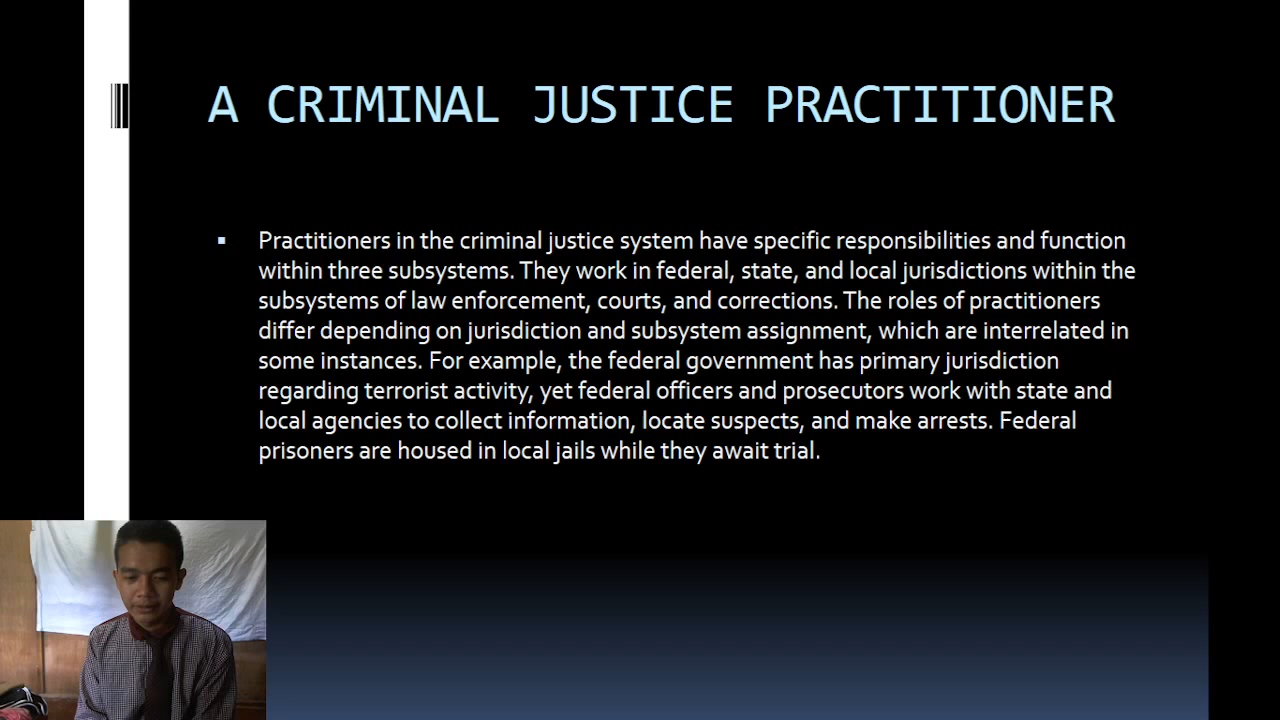 A CRIMINAL JUSTICE PRACTITIONER
Practitioners in the criminal justice system have specific responsibilities and function
within three subsystems. They work in federal, state, and local jurisdictions within the
subsystems of law enforcement, courts, and corrections. The roles of practitioners
differ depending on jurisdiction and subsystem assignment, which are interrelated in
some instances. For example, the federal government has primary jurisdiction
regarding terrorist activity, yet federal officers and prosecutors work with state and
local agencies to collect information, locate suspects, and make arrests. Federal
prisoners are housed in local jails while they await trial.